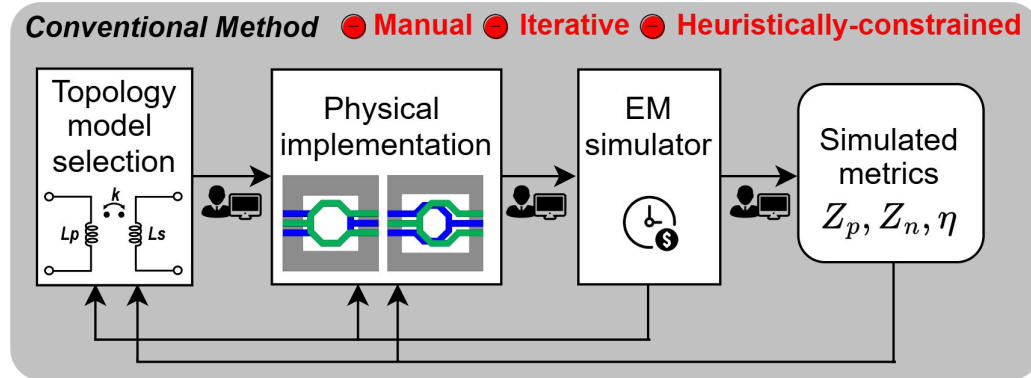 Conventional Method Manual Iterative Heuristically-constrained
Topology
model
selection
k
Lp
Ls
Physical
implementation
EM
simulator
$
Simulated
metrics
Zp, Zn, η